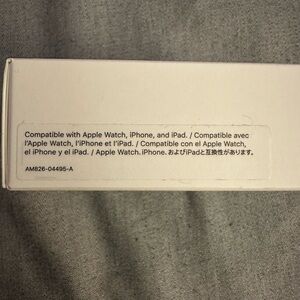 Compatible with Apple Watch, iPhone, and iPad. / Compatible avec
l'Apple Watch, l'iPhone et l'iPad. / Compatible con el Apple Watch,
el iPhone y el iPad. / Apple Watch、iPhone、およびiPadと互換性があります。
AM826-04495-A